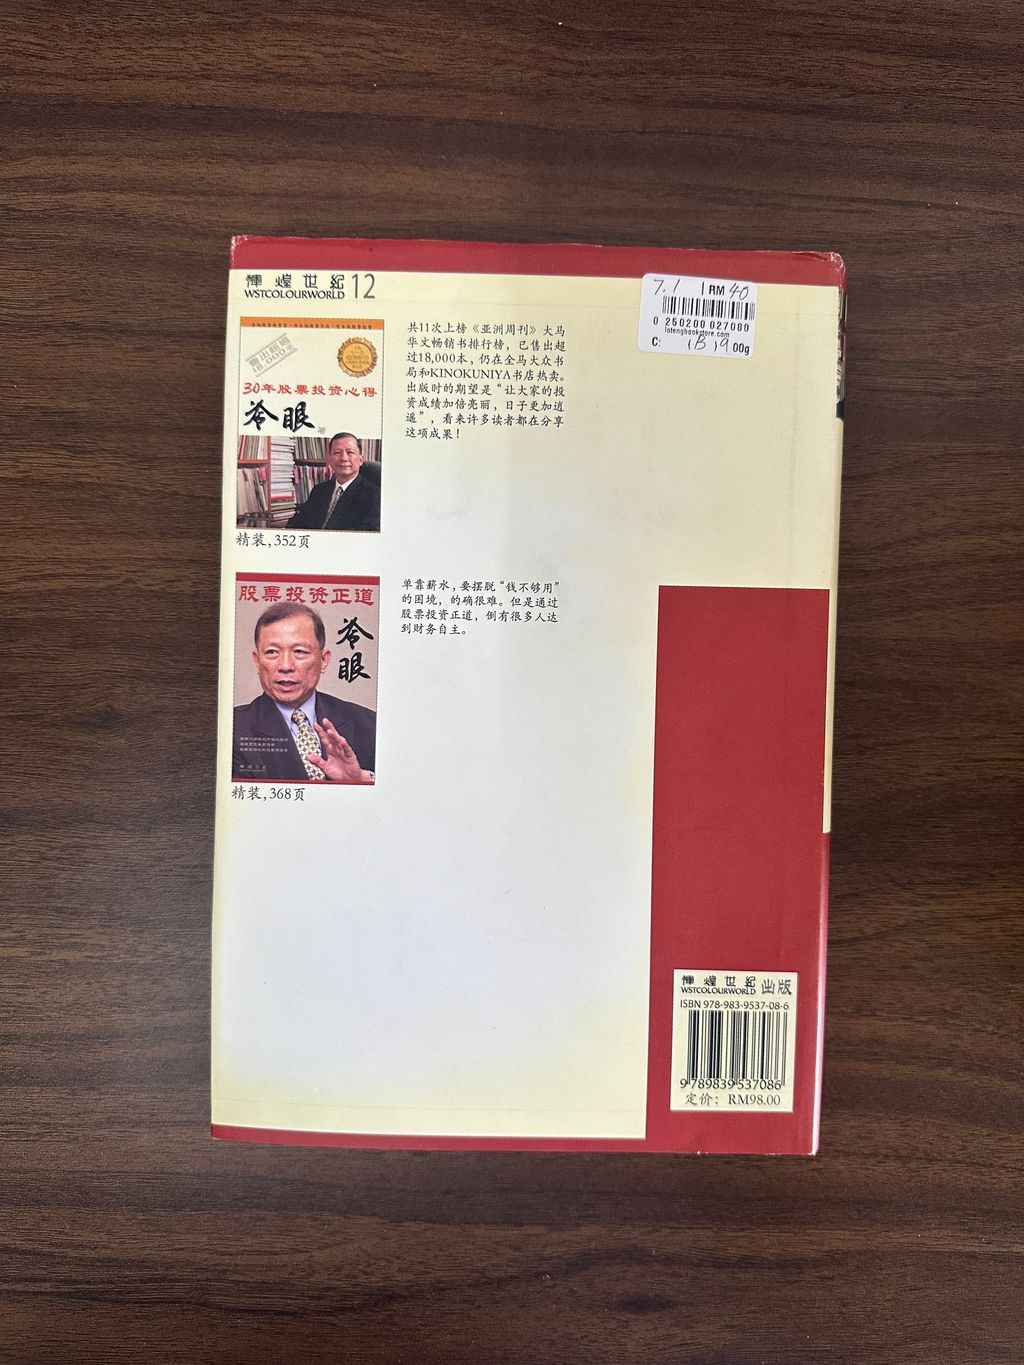 輝煌世紀 12
WSTCOLOURWORLD
7.1 | RM 40
0 250200 027080
lotengbookstore.com
C: 1B19 00g
30年股票投资心得
冷眼 著
精装,352页
共11次上榜《亚洲周刊》大马
华文畅销书排行榜，已售出超
过18,000本，仍在全马大众书
局和KINOKUNIYA书店热卖。
出版时的期望是“让大家的投
资成绩加倍亮丽，日子更加逍
遥”，看来许多读者都在分享
这项成果！
股票投资正道
冷眼
精装,368页
单靠薪水，要摆脱“钱不够用”
的困境，的确很难。但是通过
股票投资正道，倒有很多人达
到财务自主。
輝煌世紀 出版
WSTCOLOURWORLD
ISBN 978-983-9537-08-6
9 789839 537086
定价：RM98.00